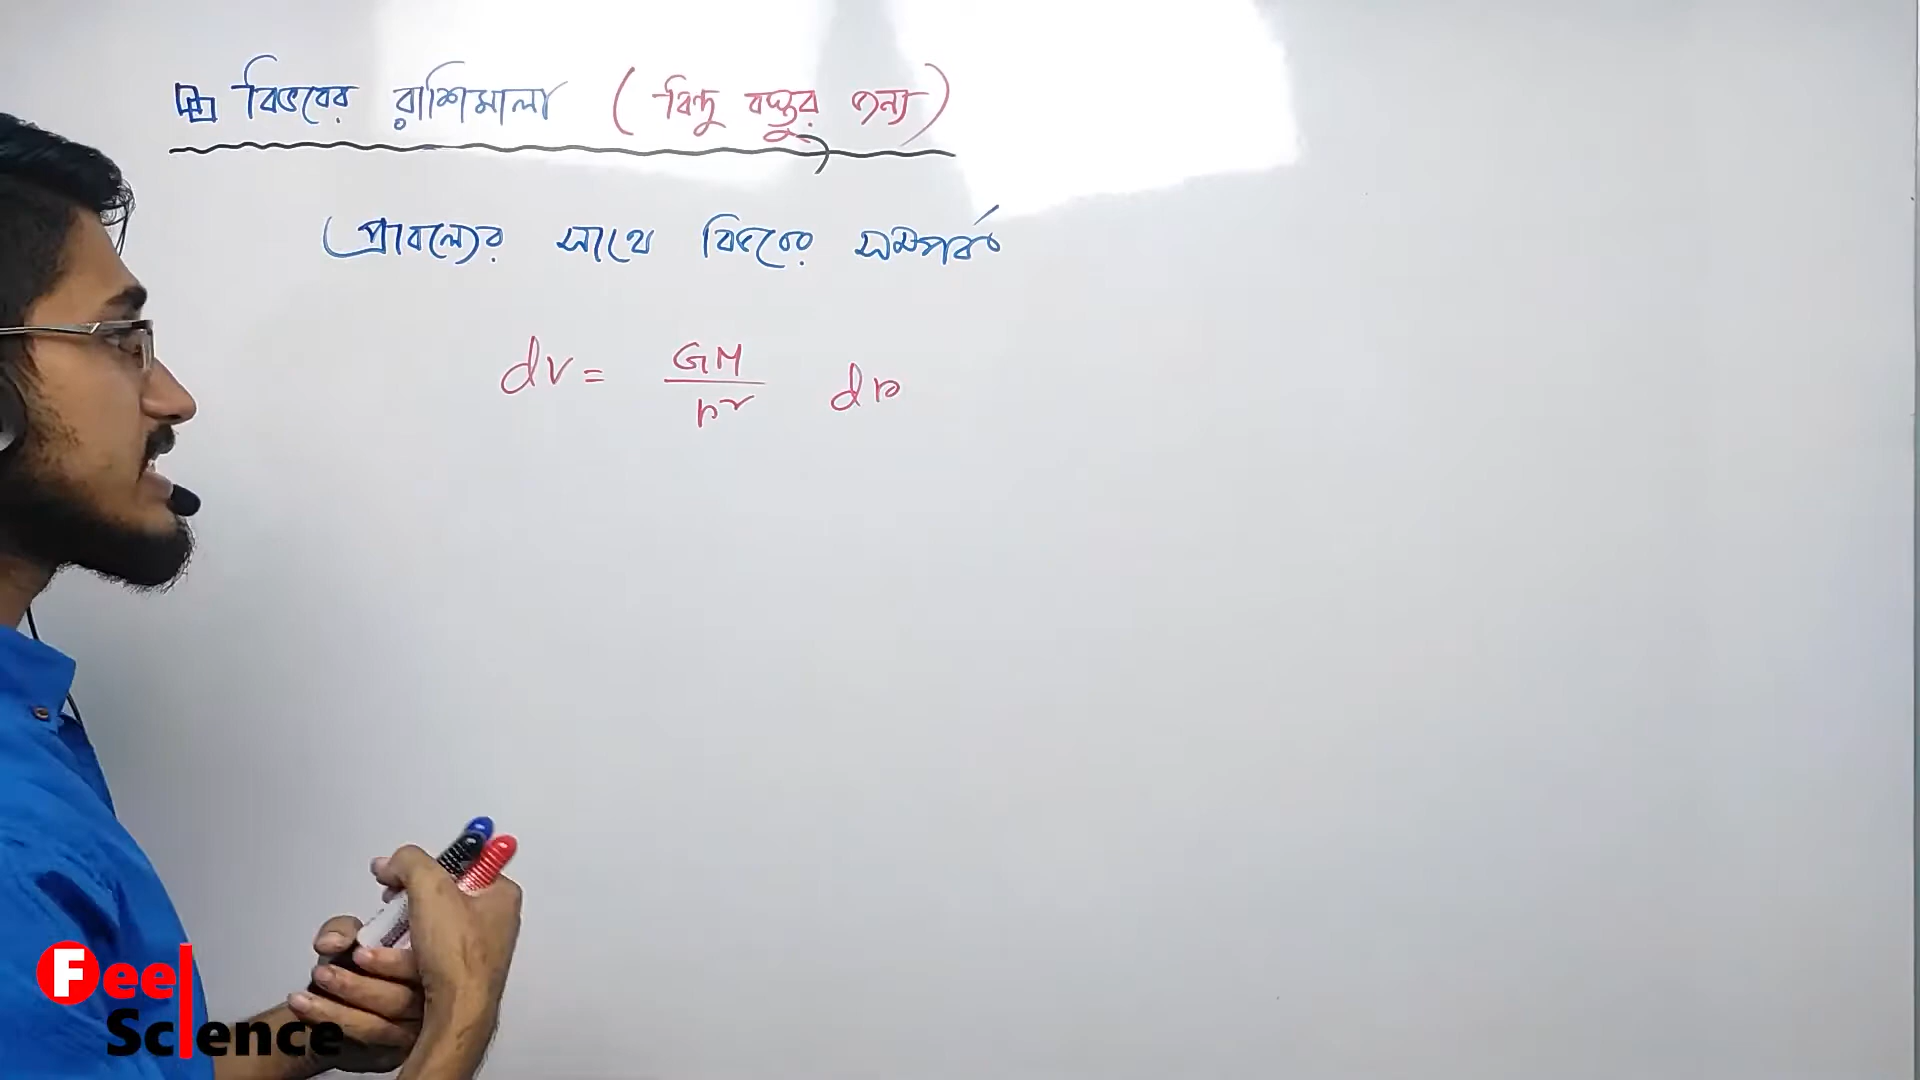 বিভবের রাশিমালা (বিন্দু বস্তুর জন্য)
প্রাবল্যের সাথে বিভবের সম্পর্ক
dv = GM/r² dr
Feel Science